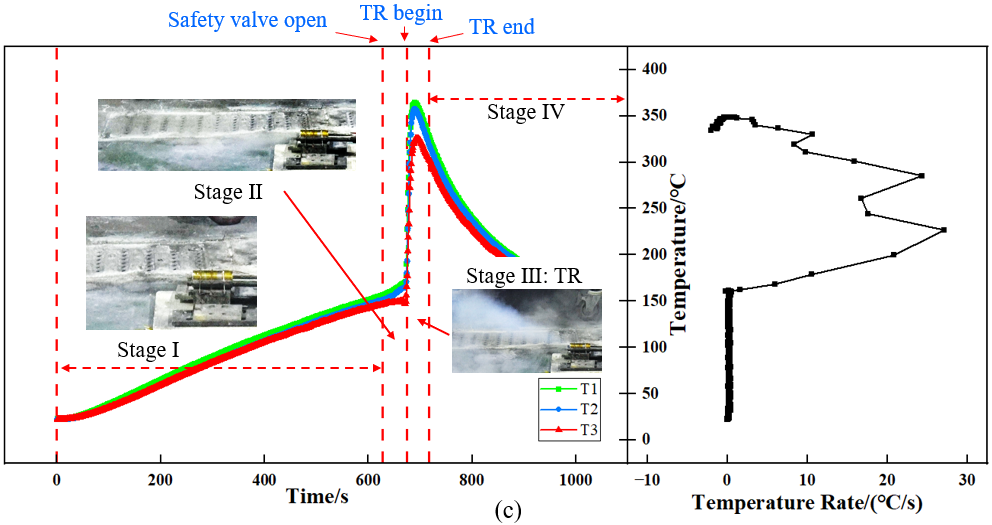 Safety valve open
TR begin
TR end
Stage IV
Stage II
Stage III: TR
Stage I
T1
T2
T3
0
200
400
600
800
1000
Time/s
400
350
300
250
200
150
100
50
0
Temperature/°C
−10
0
10
20
30
Temperature Rate/(°C/s)
(c)